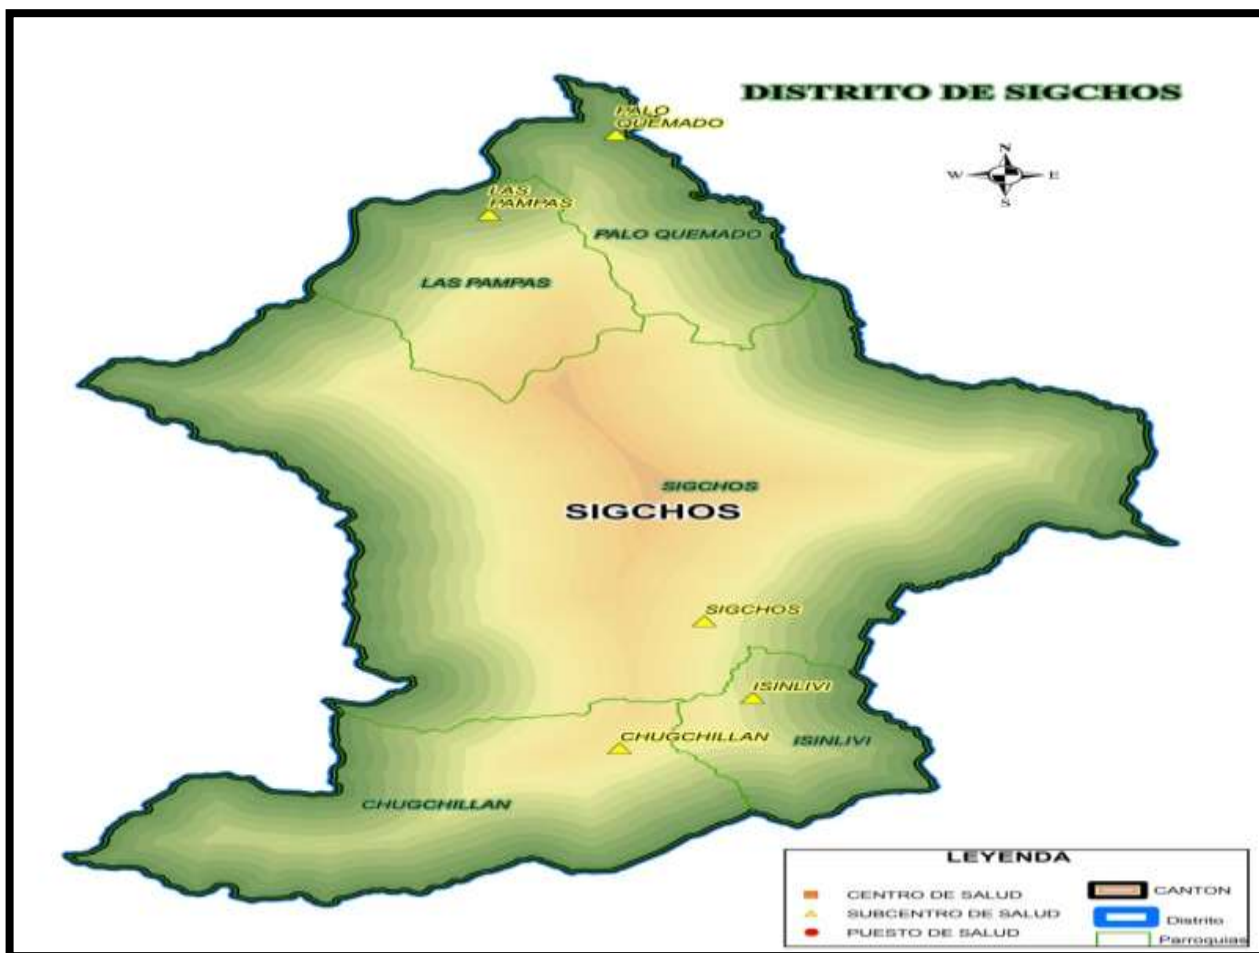 DISTRITO DE SIGCHOS
N
W E
S
PALO
QUEMADO
LAS
PAMPAS
PALO QUEMADO
LAS PAMPAS
SIGCHOS
SIGCHOS
SIGCHOS
ISINLIVI
CHUGCHILLAN
ISINLIVI
CHUGCHILLAN
LEYENDA
CENTRO DE SALUD
SUBCENTRO DE SALUD
PUESTO DE SALUD
CANTON
Distrito
Parroquias